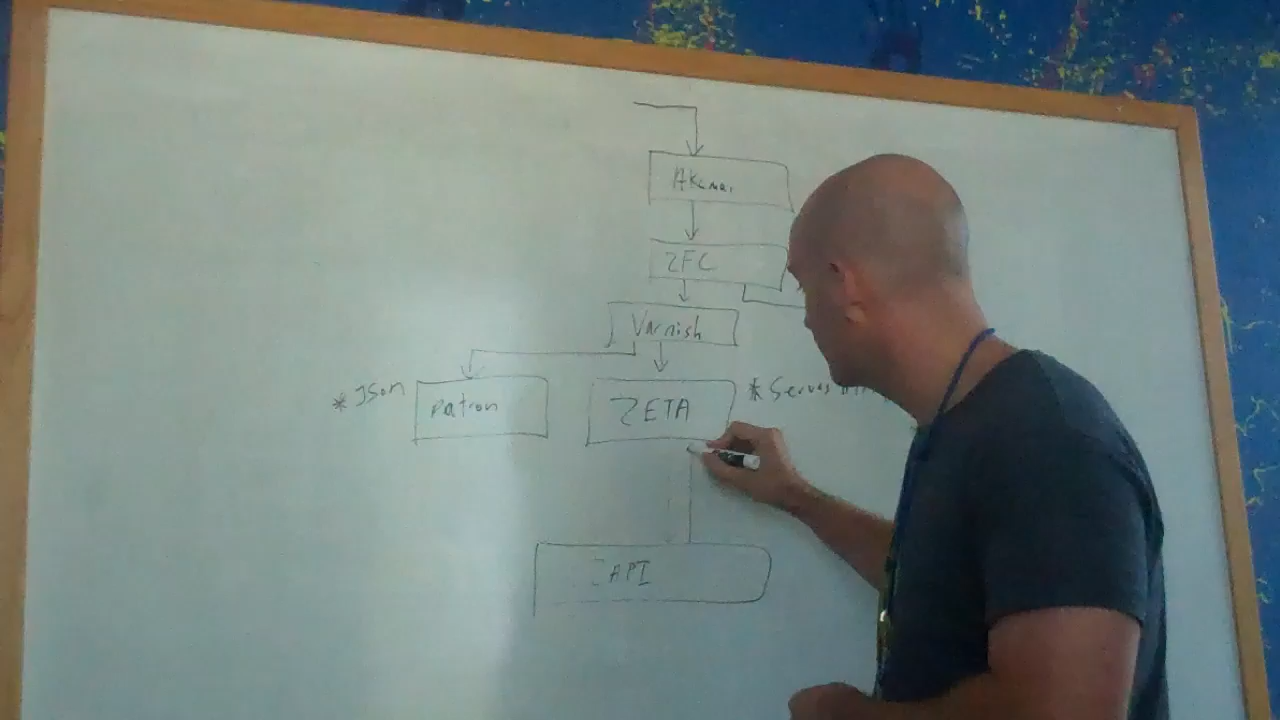 Akamai
ZFC
Varnish
* JSon
Patron
ZETA
* Serves
API